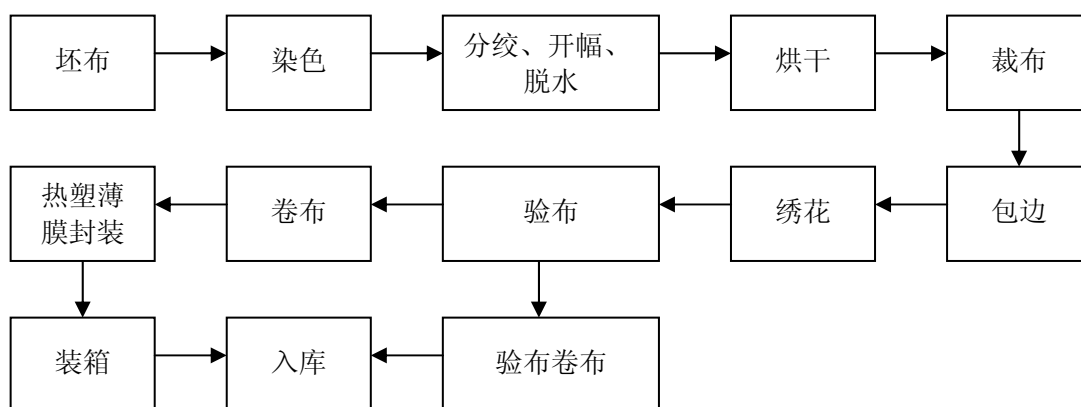 坯布
染色
分绞、开幅、
脱水
烘干
裁布
热塑薄
膜封装
卷布
验布
绣花
包边
装箱
入库
验布卷布